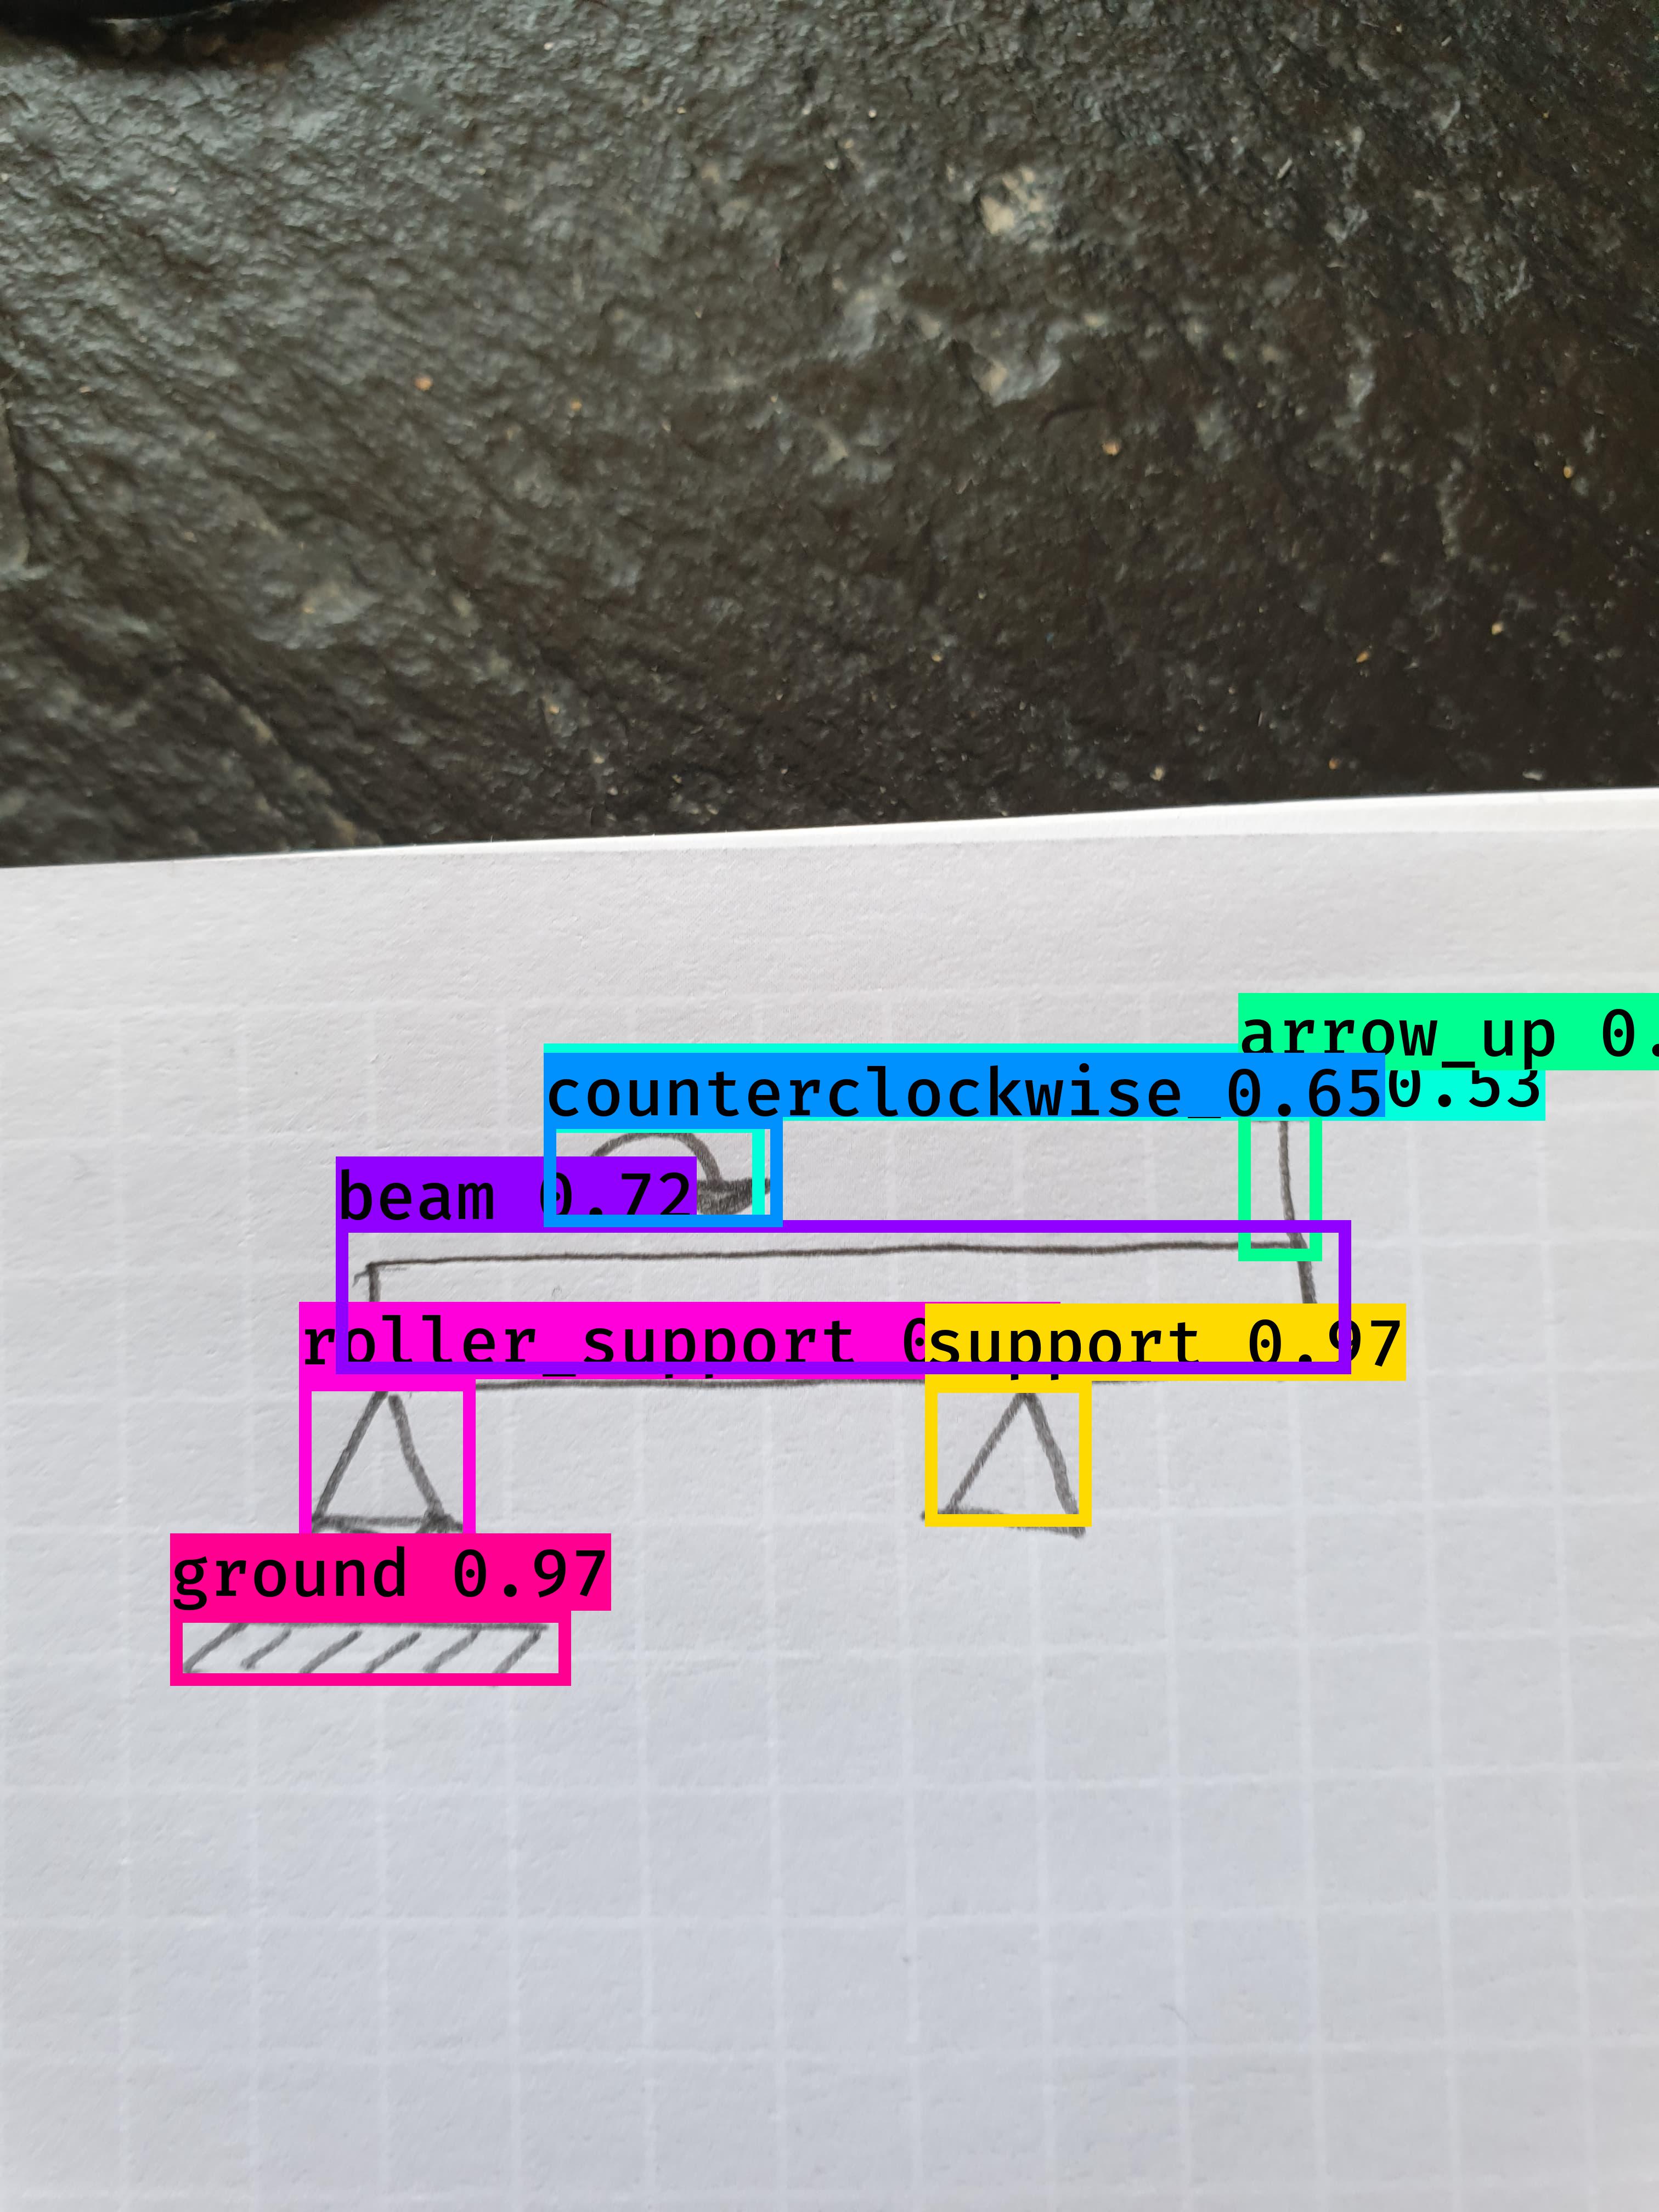 arrow_up 0.
counterclockwise_0.65
0.53
beam 0.72
roller_support 0
support 0.97
ground 0.97